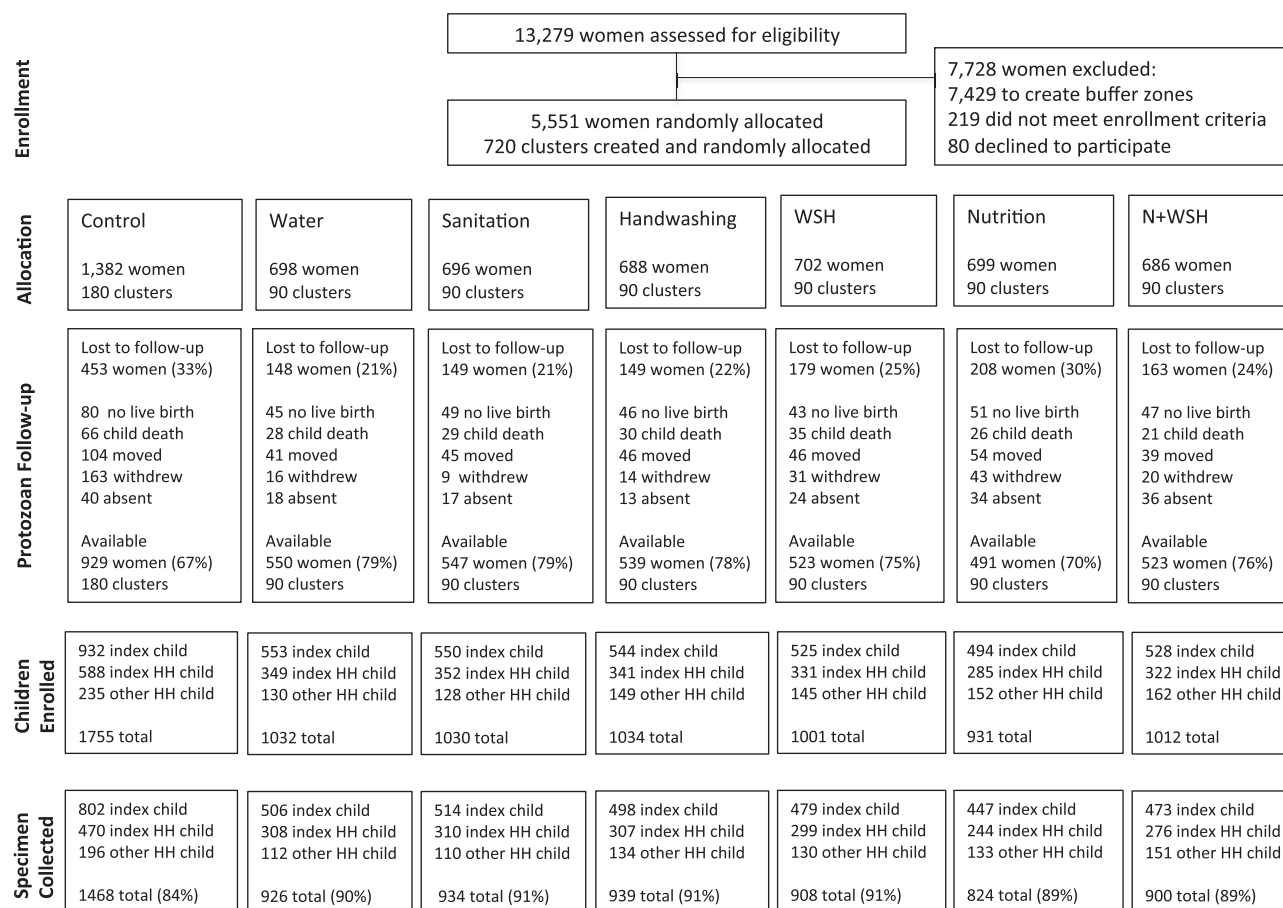 13,279 women assessed for eligibility
7,728 women excluded:
7,429 to create buffer zones
219 did not meet enrollment criteria
80 declined to participate
5,551 women randomly allocated
720 clusters created and randomly allocated
Enrollment
Allocation
Control
1,382 women
180 clusters
Water
698 women
90 clusters
Sanitation
696 women
90 clusters
Handwashing
688 women
90 clusters
WSH
702 women
90 clusters
Nutrition
699 women
90 clusters
N+WSH
686 women
90 clusters
Protozoan Follow-up
Lost to follow-up
453 women (33%)
80 no live birth
66 child death
104 moved
163 withdrew
40 absent
Available
929 women (67%)
180 clusters
Lost to follow-up
148 women (21%)
45 no live birth
28 child death
41 moved
16 withdrew
18 absent
Available
550 women (79%)
90 clusters
Lost to follow-up
149 women (21%)
49 no live birth
29 child death
45 moved
9 withdrew
17 absent
Available
547 women (79%)
90 clusters
Lost to follow-up
149 women (22%)
46 no live birth
30 child death
46 moved
14 withdrew
13 absent
Available
539 women (78%)
90 clusters
Lost to follow-up
179 women (25%)
43 no live birth
35 child death
46 moved
31 withdrew
24 absent
Available
523 women (75%)
90 clusters
Lost to follow-up
208 women (30%)
51 no live birth
26 child death
54 moved
43 withdrew
34 absent
Available
491 women (70%)
90 clusters
Lost to follow-up
163 women (24%)
47 no live birth
21 child death
39 moved
20 withdrew
36 absent
Available
523 women (76%)
90 clusters
Children
Enrolled
932 index child
588 index HH child
235 other HH child
1755 total
553 index child
349 index HH child
130 other HH child
1032 total
550 index child
352 index HH child
128 other HH child
1030 total
544 index child
341 index HH child
149 other HH child
1034 total
525 index child
331 index HH child
145 other HH child
1001 total
494 index child
285 index HH child
152 other HH child
931 total
528 index child
322 index HH child
162 other HH child
1012 total
Specimen
Collected
802 index child
470 index HH child
196 other HH child
1468 total (84%)
506 index child
308 index HH child
112 other HH child
926 total (90%)
514 index child
310 index HH child
110 other HH child
934 total (91%)
498 index child
307 index HH child
134 other HH child
939 total (91%)
479 index child
299 index HH child
130 other HH child
908 total (91%)
447 index child
244 index HH child
133 other HH child
824 total (89%)
473 index child
276 index HH child
151 other HH child
900 total (89%)